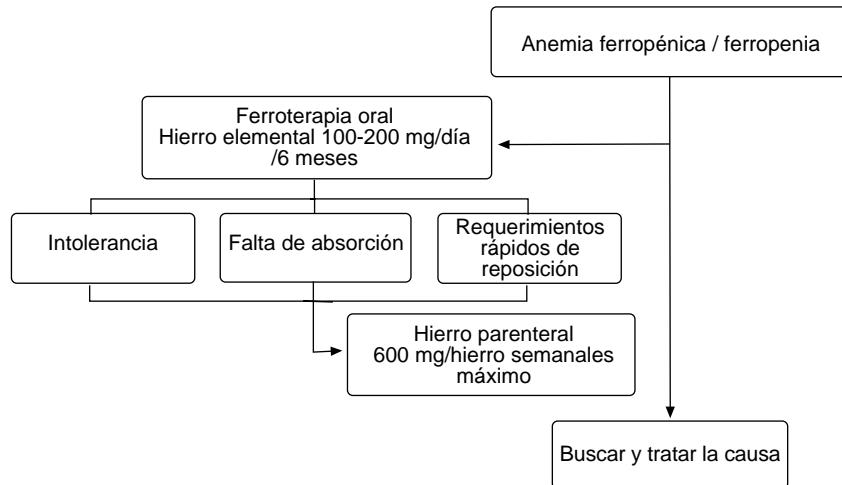 Anemia ferropénica / ferropenia
Ferroterapia oral
Hierro elemental 100-200 mg/día
/6 meses
Intolerancia
Falta de absorción
Requerimientos
rápidos de
reposición
Hierro parenteral
600 mg/hierro semanales
máximo
Buscar y tratar la causa